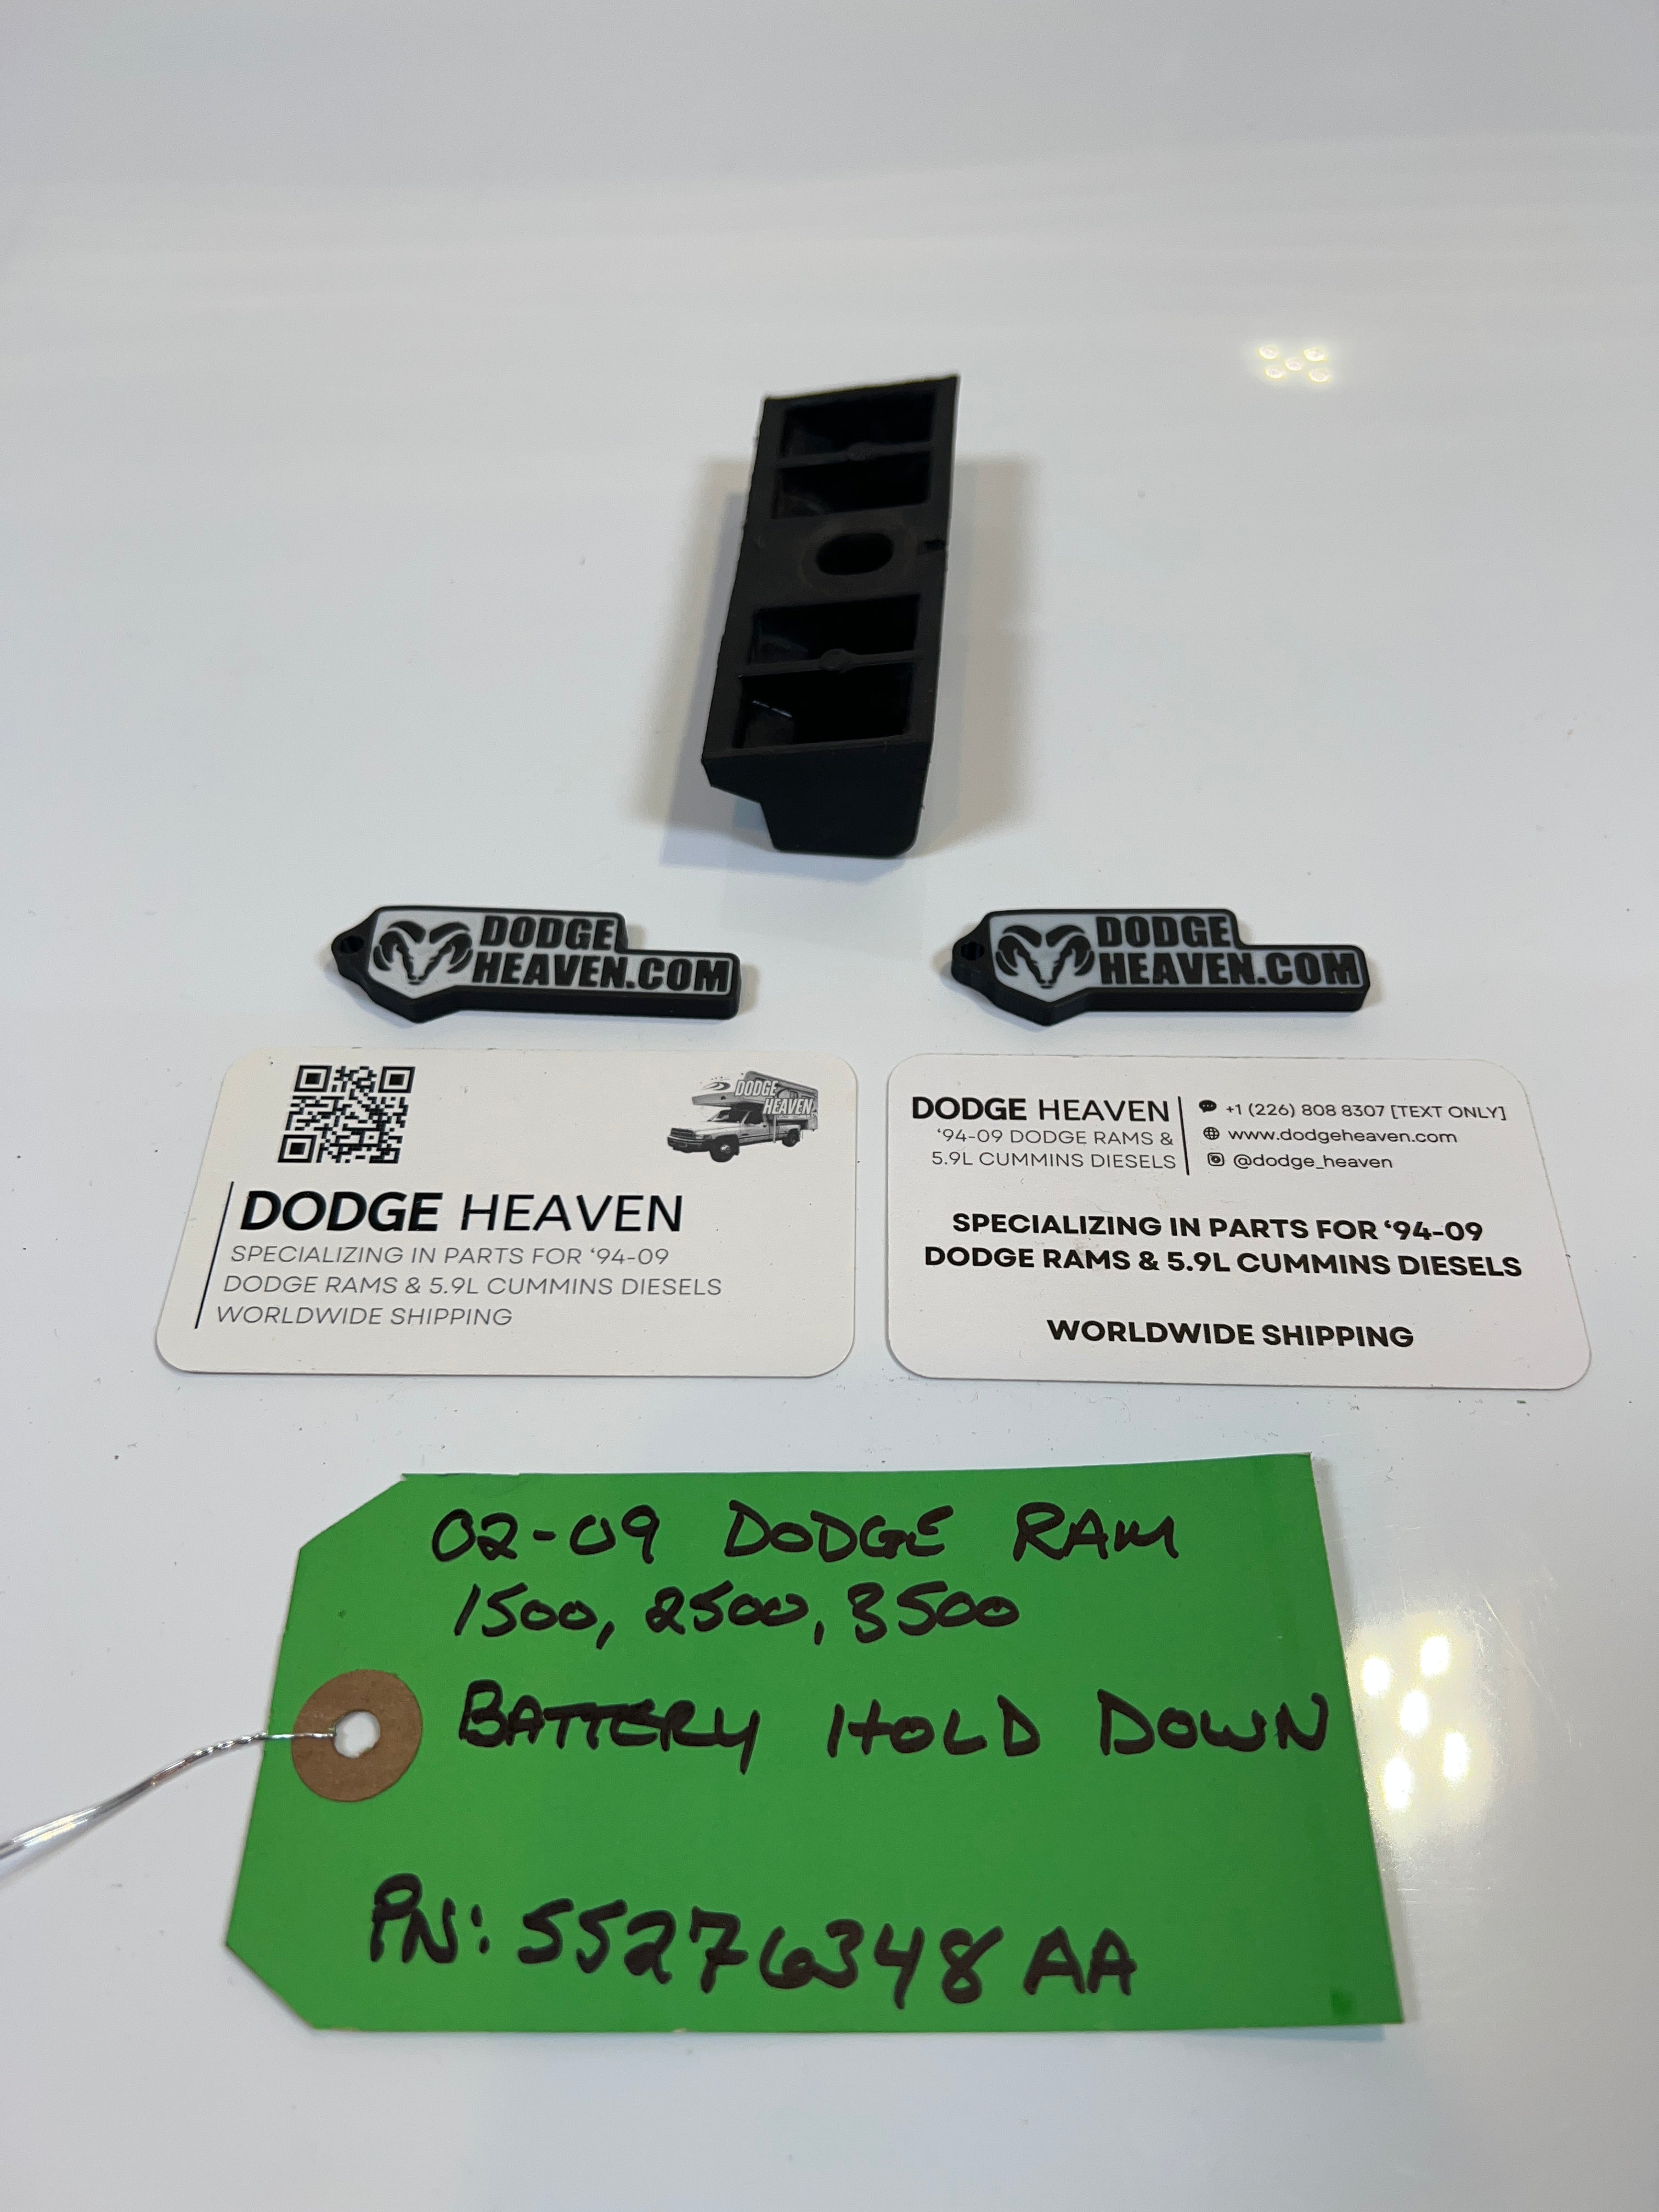 DODGE
HEAVEN.COM
DODGE
HEAVEN.COM
DODGE
HEAVEN
DODGE HEAVEN
SPECIALIZING IN PARTS FOR ‘94-09
DODGE RAMS & 5.9L CUMMINS DIESELS
WORLDWIDE SHIPPING
DODGE HEAVEN
‘94-09 DODGE RAMS &
5.9L CUMMINS DIESELS
+1 (226) 808 8307 [TEXT ONLY]
www.dodgeheaven.com
@dodge_heaven
SPECIALIZING IN PARTS FOR ‘94-09
DODGE RAMS & 5.9L CUMMINS DIESELS
WORLDWIDE SHIPPING
02-09 DODGE RAM
1500, 2500, 3500
BATTERY HOLD DOWN
PN: 55276348AA